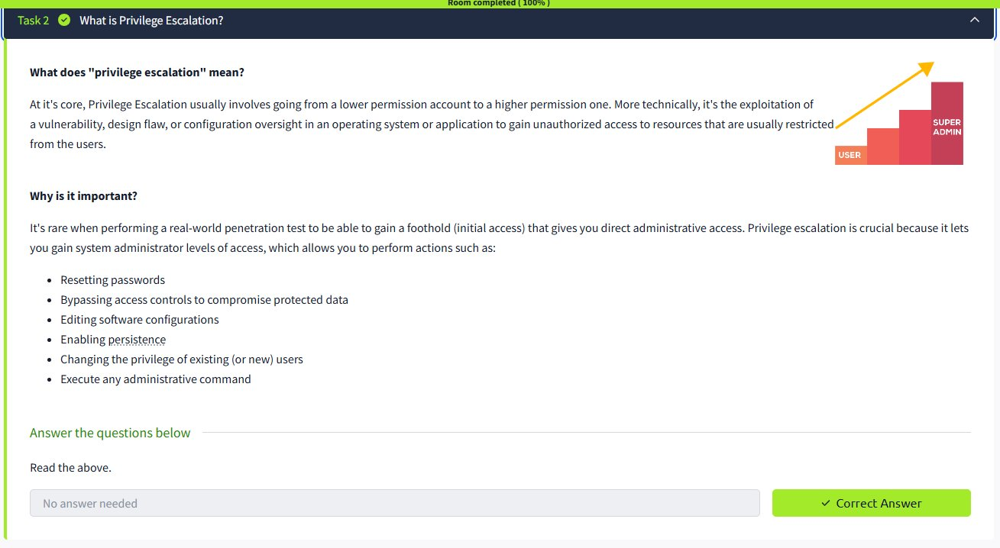 Room completed ( 100% )
Task 2 What is Privilege Escalation?
What does "privilege escalation" mean?
At it's core, Privilege Escalation usually involves going from a lower permission account to a higher permission one. More technically, it's the exploitation of
a vulnerability, design flaw, or configuration oversight in an operating system or application to gain unauthorized access to resources that are usually restricted
from the users.
USER
SUPER
ADMIN
Why is it important?
It's rare when performing a real-world penetration test to be able to gain a foothold (initial access) that gives you direct administrative access. Privilege escalation is crucial because it lets
you gain system administrator levels of access, which allows you to perform actions such as:
• Resetting passwords
• Bypassing access controls to compromise protected data
• Editing software configurations
• Enabling persistence
• Changing the privilege of existing (or new) users
• Execute any administrative command
Answer the questions below
Read the above.
No answer needed
Correct Answer